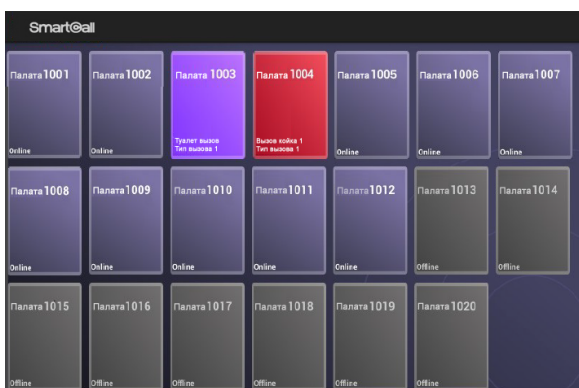 Smart@all
Палата 1001
Палата 1002
Палата 1003
Палата 1004
Палата 1005
Палата 1006
Палата 1007
Online
Online
Туалет вызов
Тип вызова 1
Вызов койка 1
Тип вызова 1
Online
Online
Online
Палата 1008
Палата 1009
Палата 1010
Палата 1011
Палата 1012
Палата 1013
Палата 1014
Online
Online
Online
Online
Online
Offline
Offline
Палата 1015
Палата 1016
Палата 1017
Палата 1018
Палата 1019
Палата 1020
Offline
Offline
Offline
Offline
Offline
Offline